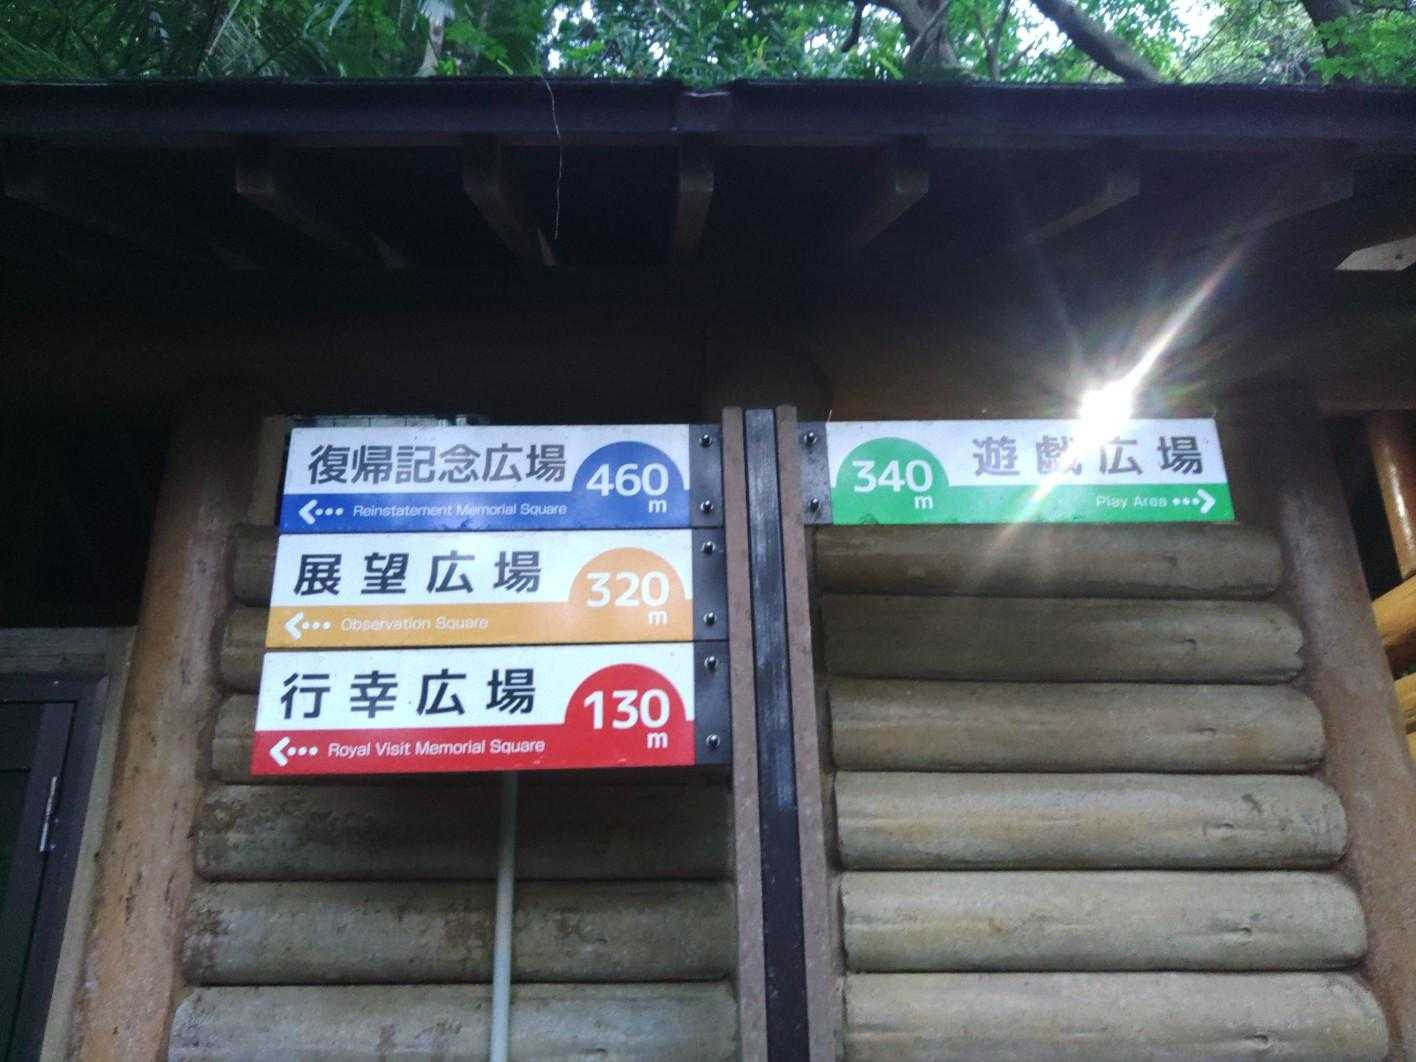 復帰記念広場
460
m
Reinstatement Memorial Square
展望広場
320
m
Observation Square
行幸広場
130
m
Royal Visit Memorial Square
340
m
遊戯広場
Play Area